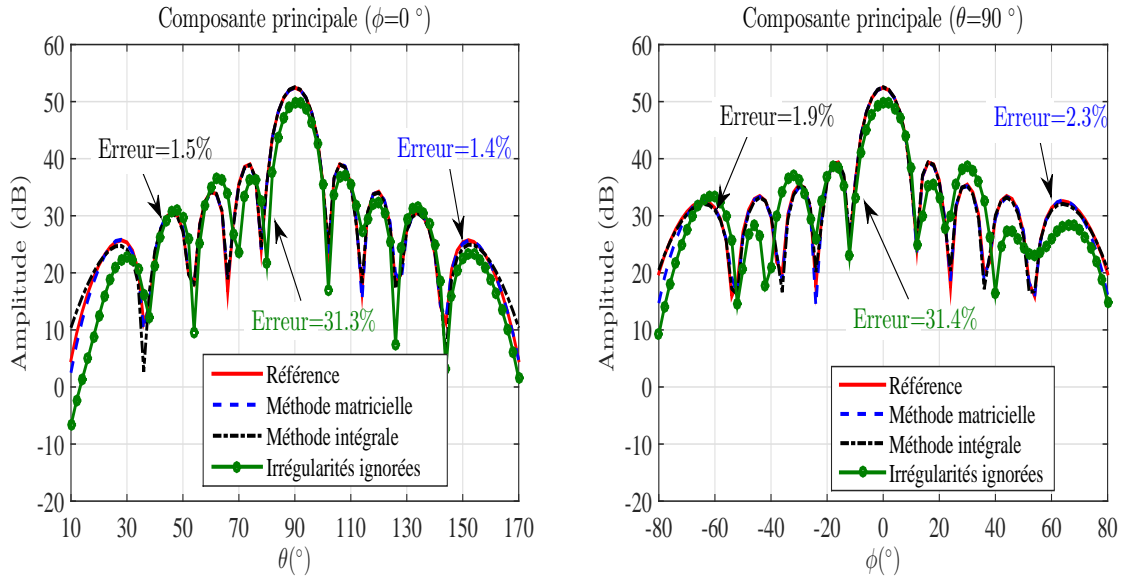 Composante principale (ϕ=0 °)
60
50
40
30
20
10
0
-10
-20
Amplitude (dB)
Erreur=1.5%
Erreur=1.4%
Erreur=31.3%
Référence
Méthode matricielle
Méthode intégrale
Irrégularités ignorées
10 30 50 70 90 110 130 150 170
θ(°)
Composante principale (θ=90 °)
60
50
40
30
20
10
0
-10
-20
Amplitude (dB)
Erreur=1.9%
Erreur=2.3%
Erreur=31.4%
Référence
Méthode matricielle
Méthode intégrale
Irrégularités ignorées
-80 -60 -40 -20 0 20 40 60 80
ϕ(°)